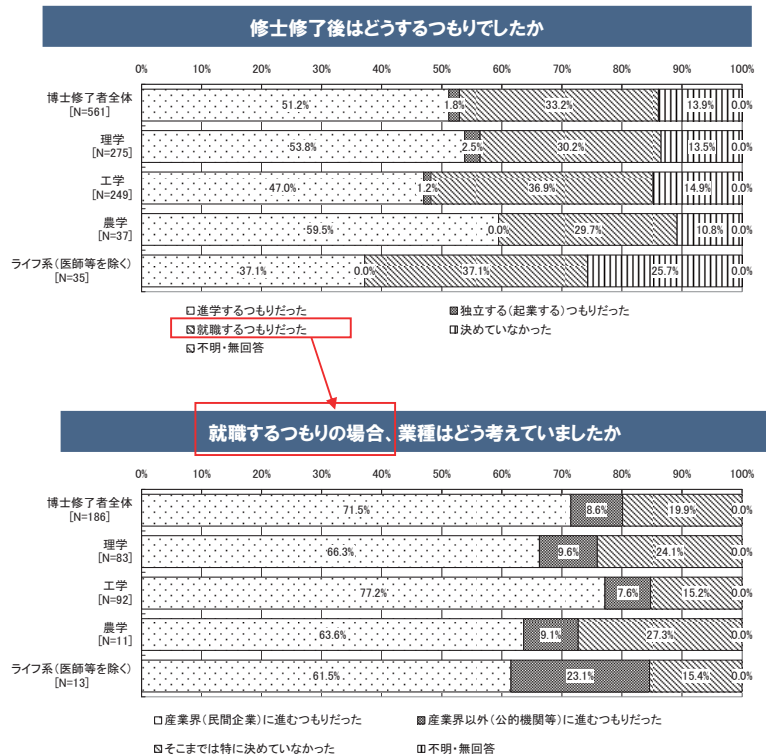 修士修了後はどうするつもりでしたか
0% 10% 20% 30% 40% 50% 60% 70% 80% 90% 100%
博士修了者全体
[N=561]
51.2% 1.8% 33.2% 13.9% 0.0%
理学
[N=275]
53.8% 2.5% 30.2% 13.5% 0.0%
工学
[N=249]
47.0% 1.2% 36.9% 14.9% 0.0%
農学
[N=37]
59.5% 0.0% 29.7% 10.8% 0.0%
ライフ系(医師等を除く)
[N=35]
37.1% 0.0% 37.1% 25.7% 0.0%
進学するつもりだった 独立する(起業する)つもりだった
就職するつもりだった 決めていなかった
不明・無回答
就職するつもりの場合、業種はどう考えていましたか
0% 10% 20% 30% 40% 50% 60% 70% 80% 90% 100%
博士修了者全体
[N=186]
71.5% 8.6% 19.9% 0.0%
理学
[N=83]
66.3% 9.6% 24.1% 0.0%
工学
[N=92]
77.2% 7.6% 15.2% 0.0%
農学
[N=11]
63.6% 9.1% 27.3% 0.0%
ライフ系(医師等を除く)
[N=13]
61.5% 23.1% 15.4% 0.0%
産業界(民間企業)に進むつもりだった 産業界以外(公的機関等)に進むつもりだった
そこまでは特に決めていなかった 不明・無回答